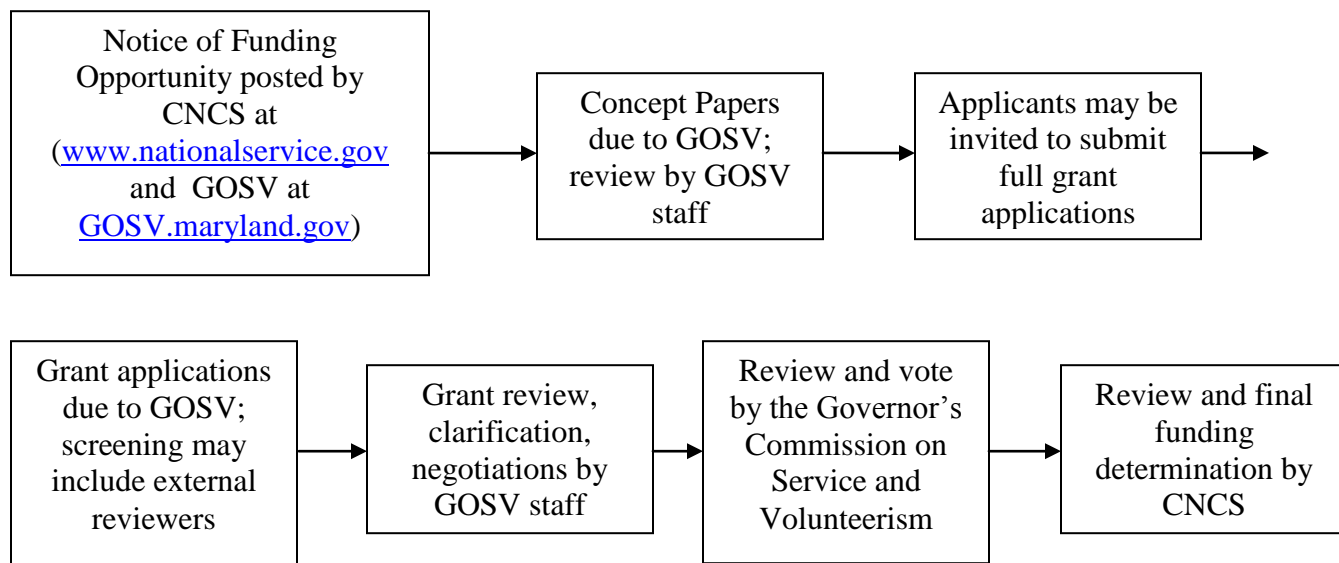 Notice of Funding
Opportunity posted by
CNCS at
(www.nationalservice.gov
and GOSV at
GOSV.maryland.gov)
Concept Papers
due to GOSV;
review by GOSV
staff
Applicants may be
invited to submit
full grant
applications
Grant applications
due to GOSV;
screening may
include external
reviewers
Grant review,
clarification,
negotiations by
GOSV staff
Review and vote
by the Governor’s
Commission on
Service and
Volunteerism
Review and final
funding
determination by
CNCS